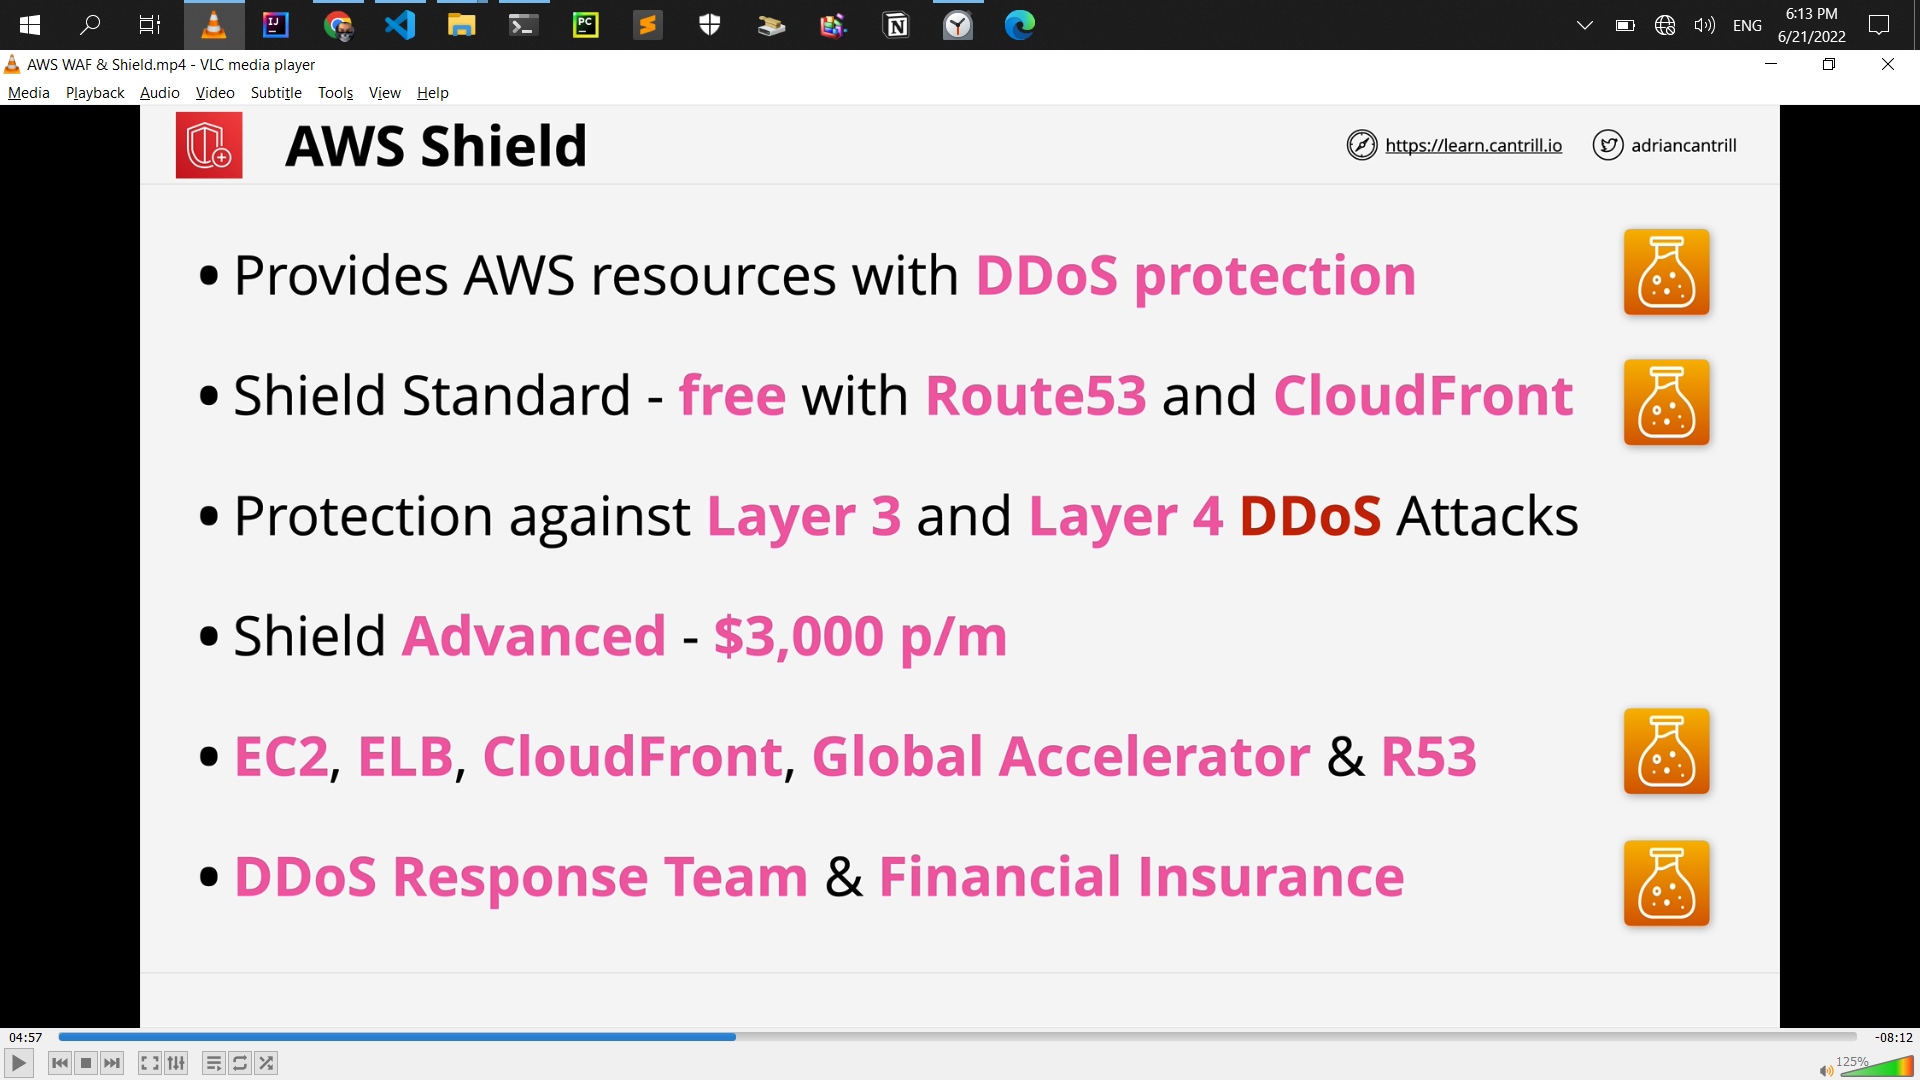 6:13 PM
ENG
6/21/2022
AWS WAF & Shield.mp4 - VLC media player
Media Playback Audio Video Subtitle Tools View Help
AWS Shield
https://learn.cantrill.io
adriancantrill
• Provides AWS resources with DDoS protection
• Shield Standard - free with Route53 and CloudFront
• Protection against Layer 3 and Layer 4 DDoS Attacks
• Shield Advanced - $3,000 p/m
• EC2, ELB, CloudFront, Global Accelerator & R53
• DDoS Response Team & Financial Insurance
04:57
-08:12
125%